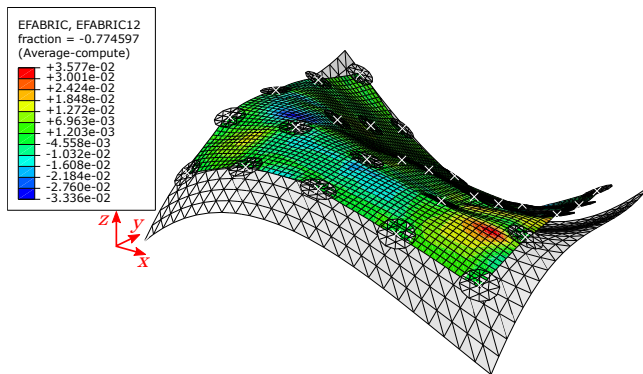 EFABRIC, EFABRIC12
fraction = -0.774597
(Average-compute)
+3.577e-02
+3.001e-02
+2.424e-02
+1.848e-02
+1.272e-02
+6.963e-03
+1.203e-03
-4.558e-03
-1.032e-02
-1.608e-02
-2.184e-02
-2.760e-02
-3.336e-02
z
y
x